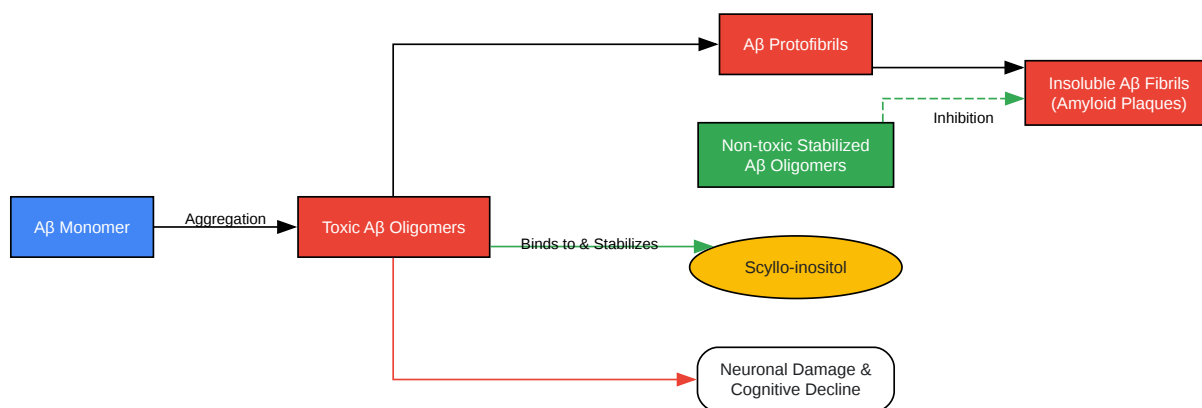 Aβ Protofibrils
Insoluble Aβ Fibrils
(Amyloid Plaques)
Inhibition
Non-toxic Stabilized
Aβ Oligomers
Aβ Monomer
Aggregation
Toxic Aβ Oligomers
Binds to & Stabilizes
Scyllo-inositol
Neuronal Damage &
Cognitive Decline